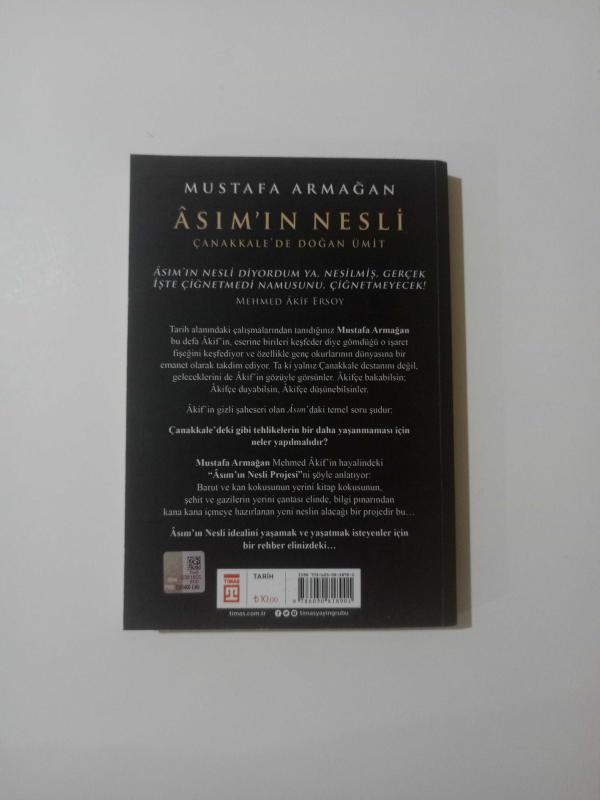 MUSTAFA ARMAĞAN
ÂSIM'IN NESLİ
ÇANAKKALE'DE DOĞAN ÜMİT
ÂSIM'IN NESLİ DİYORDUM YA, NESİLMİŞ, GERÇEK
İŞTE ÇİĞNETMEDİ NAMUSUNU, ÇİĞNETMEYECEK!
MEHMED ÂKİF ERSOY
Tarih alanındaki çalışmalarından tanıdığınız Mustafa Armağan
bu defa Âkif'in, eserine birileri keşfeder diye gömdüğü o işaret
fişeğini keşfediyor ve özellikle genç okurlarının dünyasına bir
emanet olarak takdim ediyor. Ta ki yalnız Çanakkale destanını değil,
geleceklerini de Âkif'in gözüyle görsünler. Âkifçe bakabilsin;
Âkifçe duyabilsin, Âkifçe düşünebilsinler.
Âkif'in gizli şaheseri olan Âsım'daki temel soru şudur:
Çanakkale'deki gibi tehlikelerin bir daha yaşanmaması için
neler yapılmalıdır?
Mustafa Armağan Mehmed Âkif'in hayalindeki
"Âsım'ın Nesli Projesi"ni şöyle anlatıyor:
Barut ve kan kokusunun yerini kitap kokusunun,
şehit ve gazilerin yerini çantası elinde, bilgi pınarından
kana kana içmeye hazırlanan yeni neslin alacağı bir projedir bu…
Âsım'ın Nesli idealini yaşamak ve yaşatmak isteyenler için
bir rehber elinizdeki…
TİMAŞ
TARİH
₺10,00
9 786050 818901
timas.com.tr
timasyayingrubu